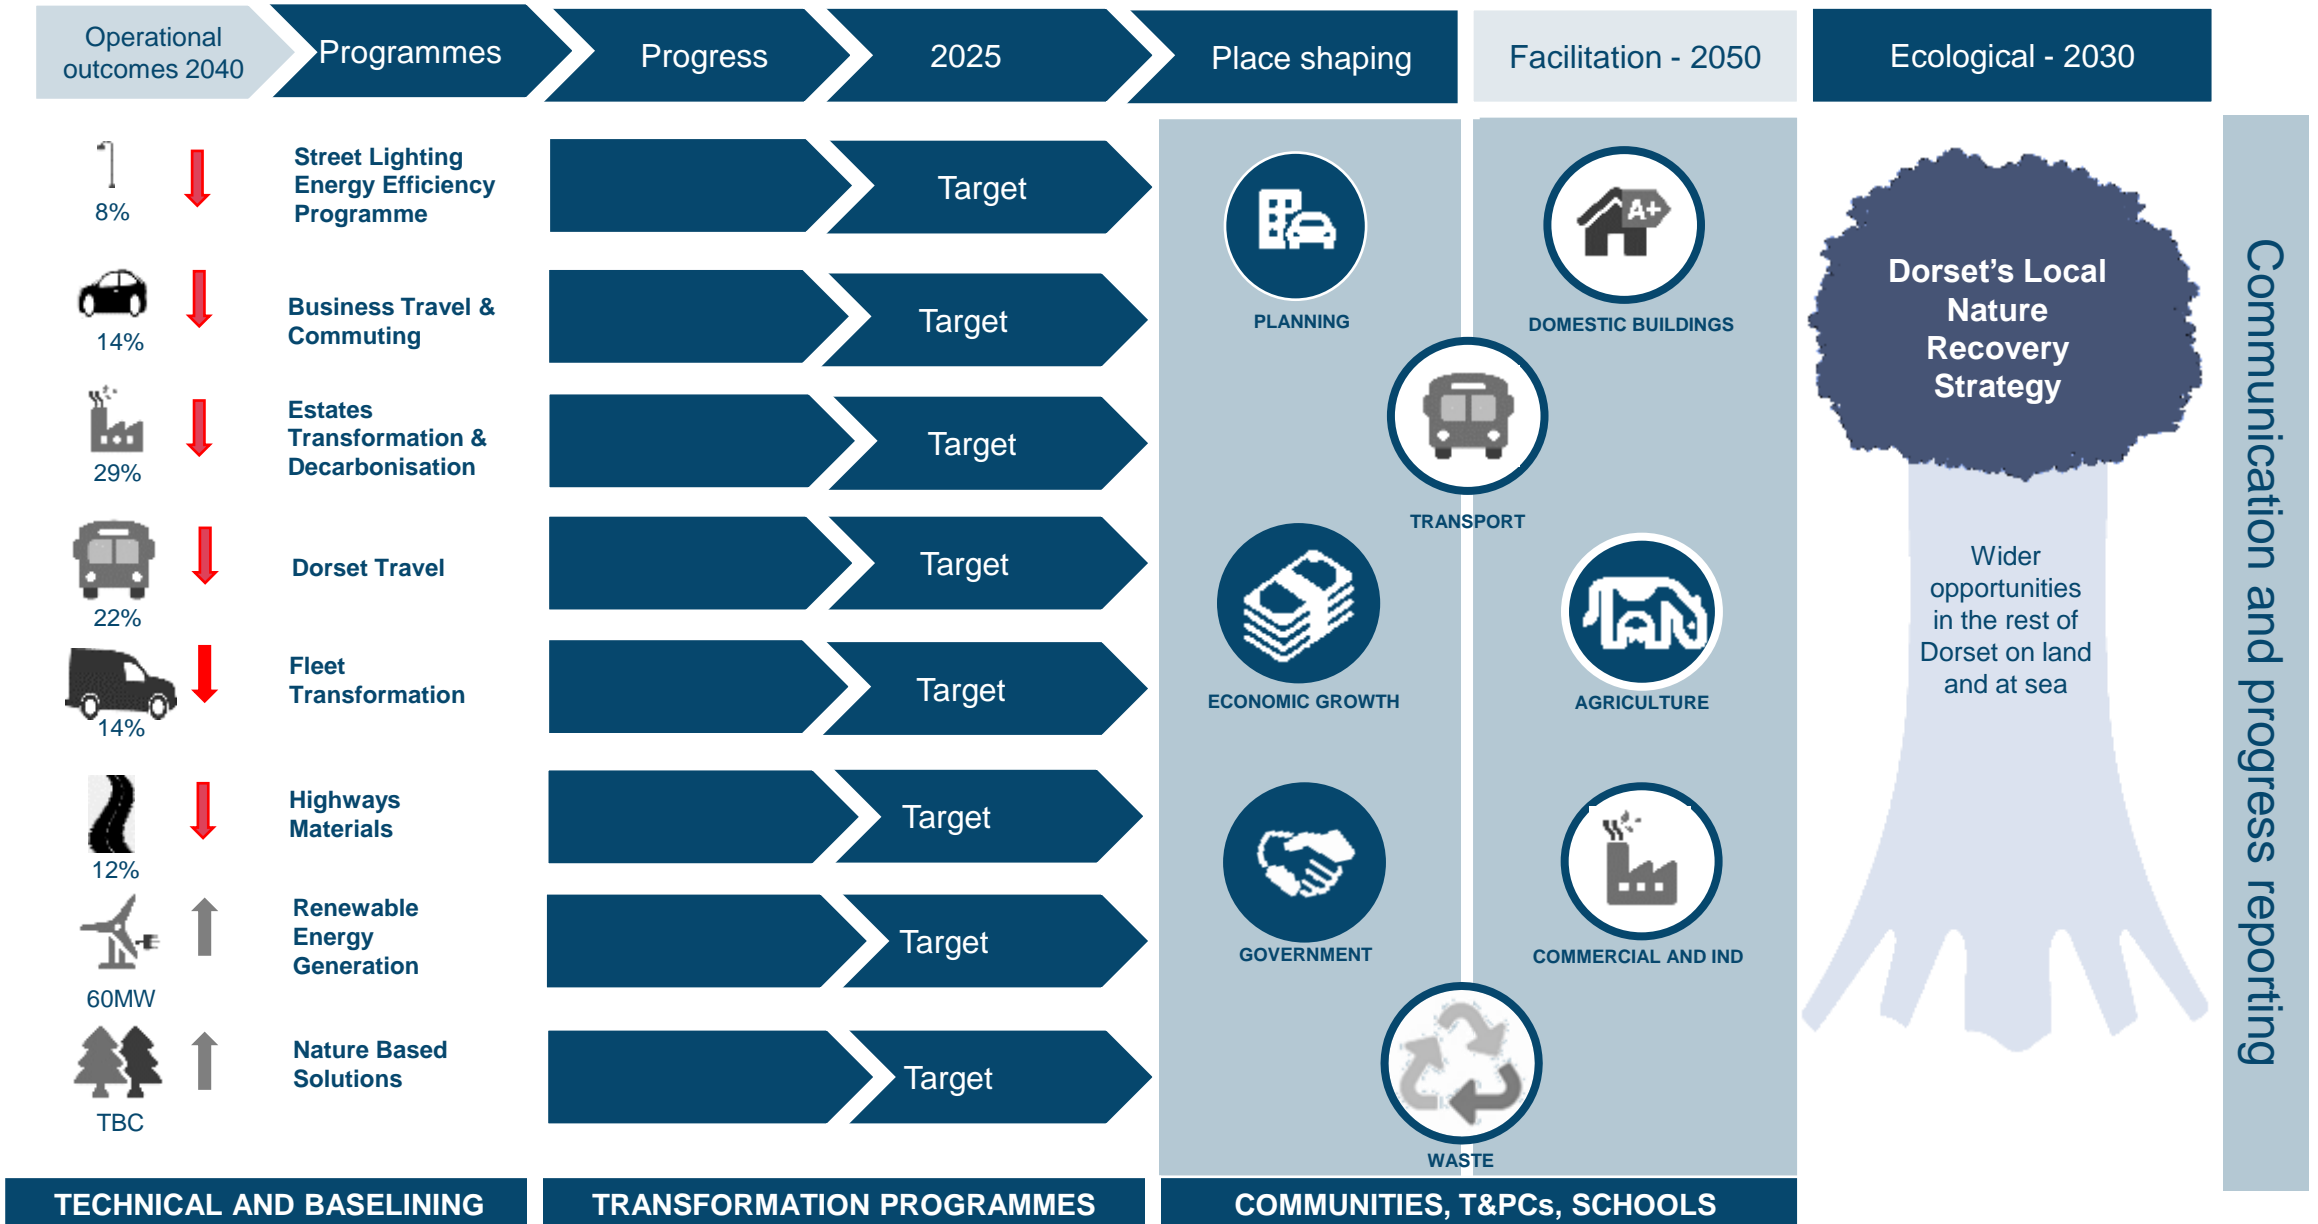 Operational
outcomes 2040
Programmes
Progress
2025
Place shaping
Facilitation - 2050
Ecological - 2030
8%
Street Lighting
Energy Efficiency
Programme
Target
14%
Business Travel &
Commuting
Target
29%
Estates
Transformation &
Decarbonisation
Target
22%
Dorset Travel
Target
14%
Fleet
Transformation
Target
12%
Highways
Materials
Target
60MW
Renewable
Energy
Generation
Target
TBC
Nature Based
Solutions
Target
PLANNING
A+
DOMESTIC BUILDINGS
TRANSPORT
ECONOMIC GROWTH
AGRICULTURE
GOVERNMENT
COMMERCIAL AND IND
WASTE
Dorset’s Local
Nature
Recovery
Strategy
Wider
opportunities
in the rest of
Dorset on land
and at sea
Communication and progress reporting
TECHNICAL AND BASELINING
TRANSFORMATION PROGRAMMES
COMMUNITIES, T&PCs, SCHOOLS